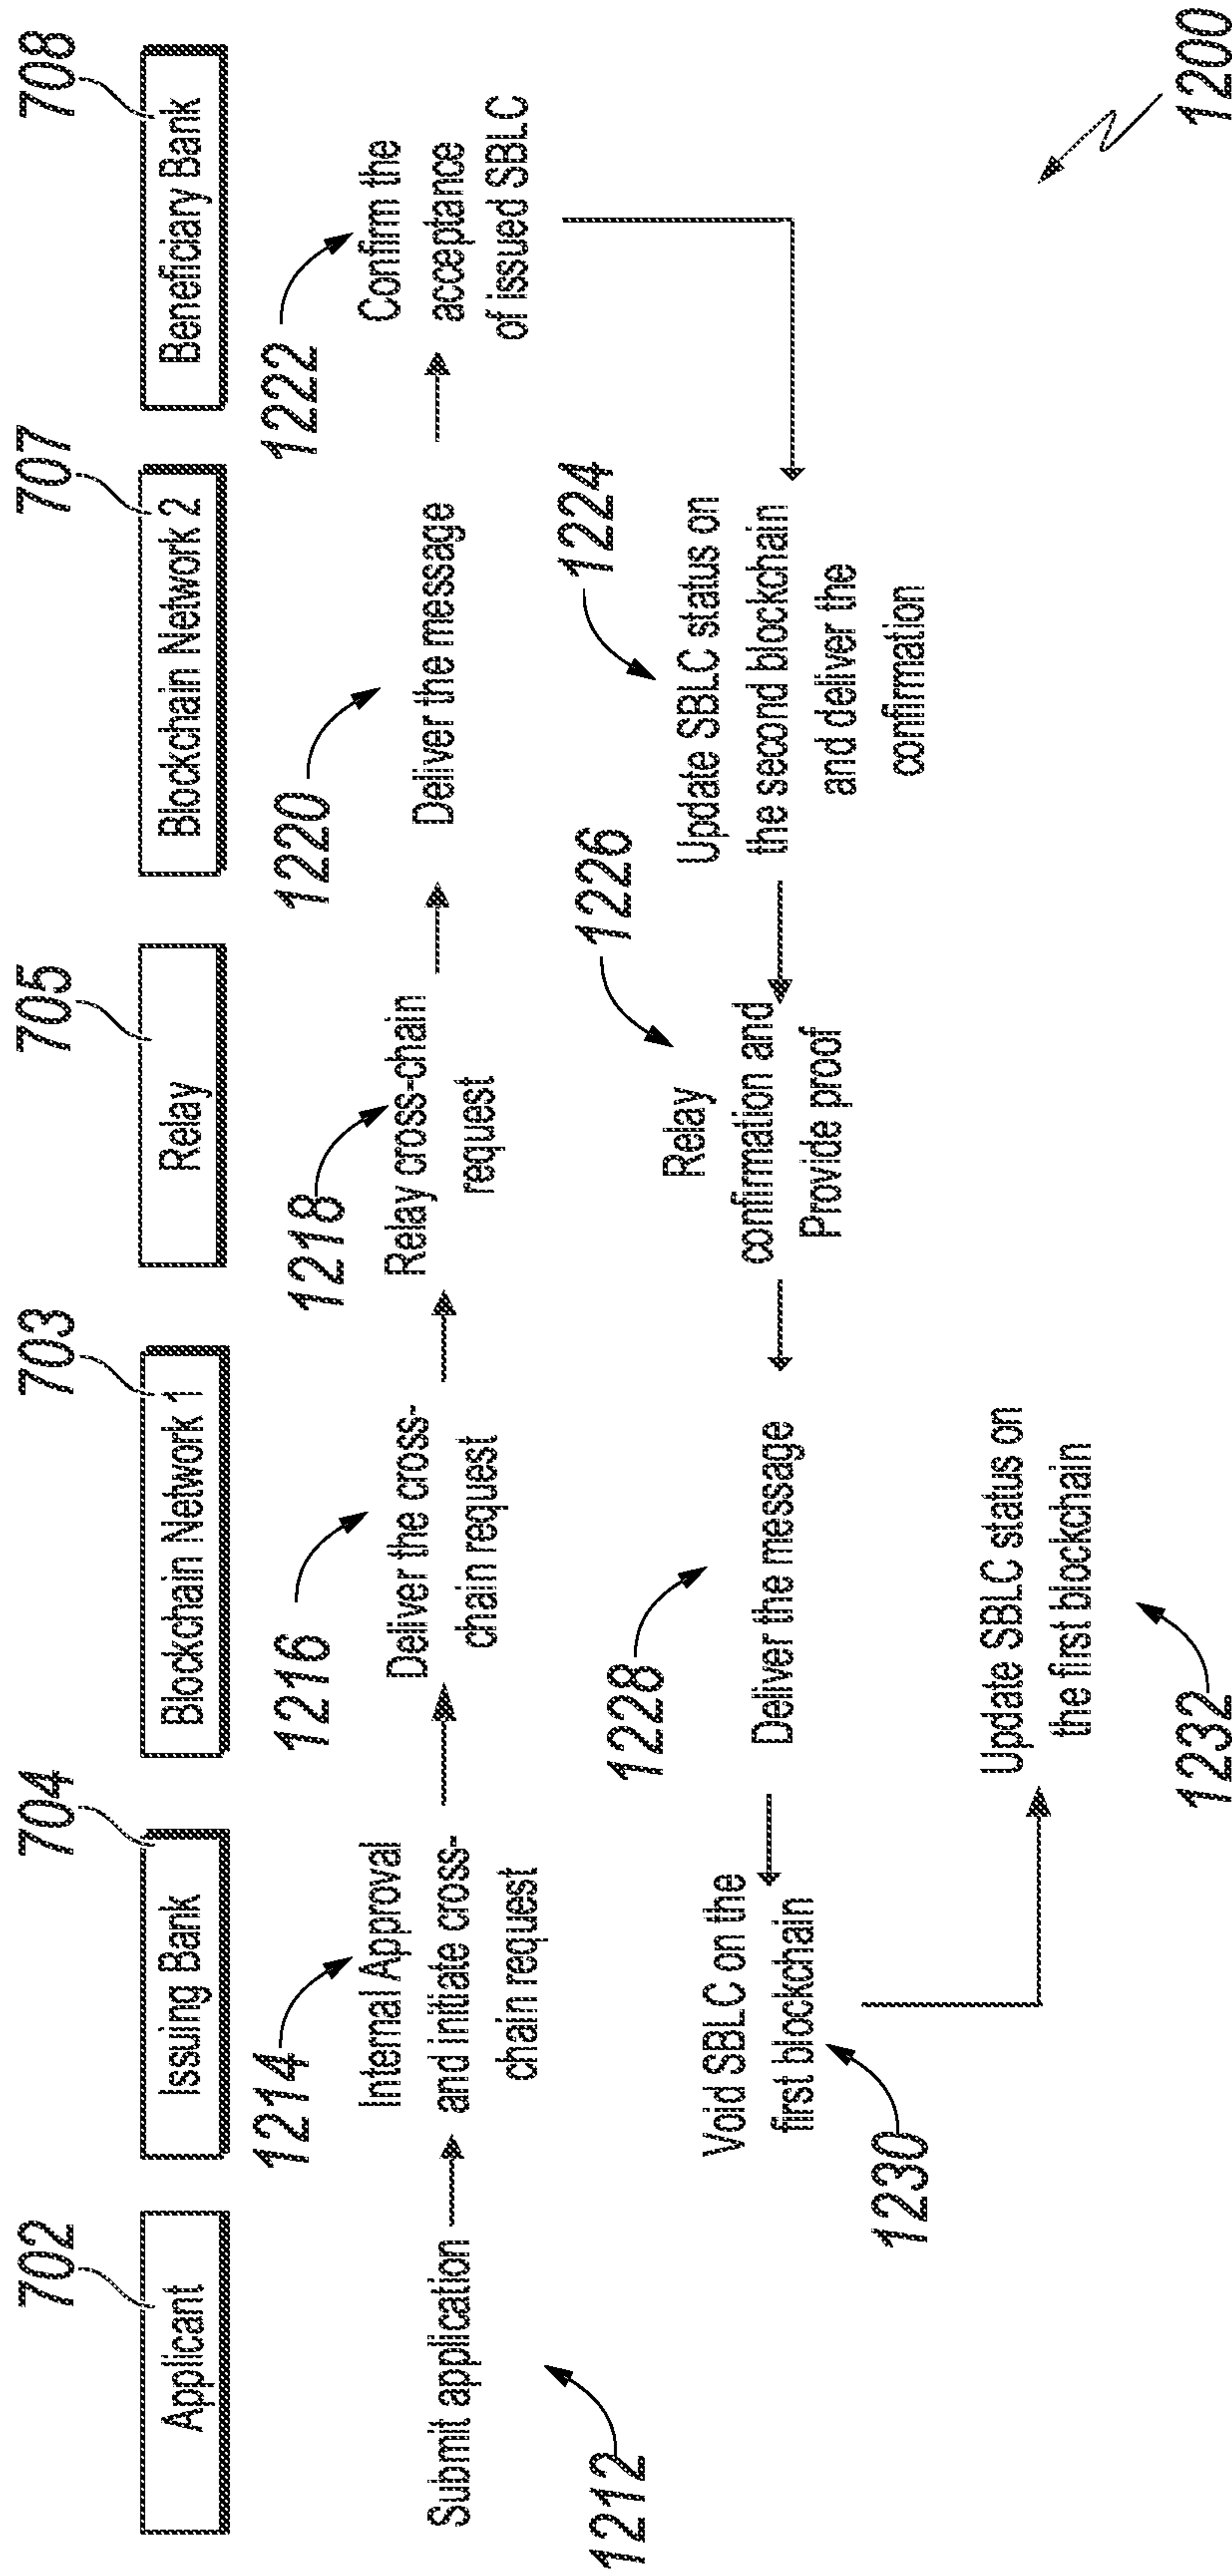 702
704
703
705
707
708
Applicant
Issuing Bank
Blockchain Network 1
Relay
Blockchain Network 2
Beneficiary Bank
1212
Submit application
1214
Internal Approval
and initiate cross-
chain request
1216
Deliver the cross-
chain request
1218
Relay cross-chain
request
1220
Deliver the message
1222
Confirm the
acceptance
of issued SBLC
1224
Update SBLC status on
the second blockchain
and deliver the
confirmation
1226
Relay
confirmation and
Provide proof
1228
Deliver the message
1230
Void SBLC on the
first blockchain
1232
Update SBLC status on
the first blockchain
1200